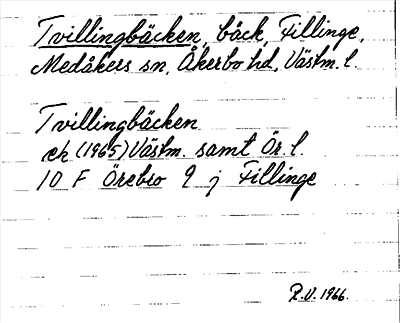 Tvillingbäcken, bäck, Fillinge,
Medåkers sn, Åkerbo hd, Västm. l.
Tvillingbäcken
ek (1965) Västm. samt Ör. l.
10 F Örebro 9 j Fillinge
R.U. 1966.